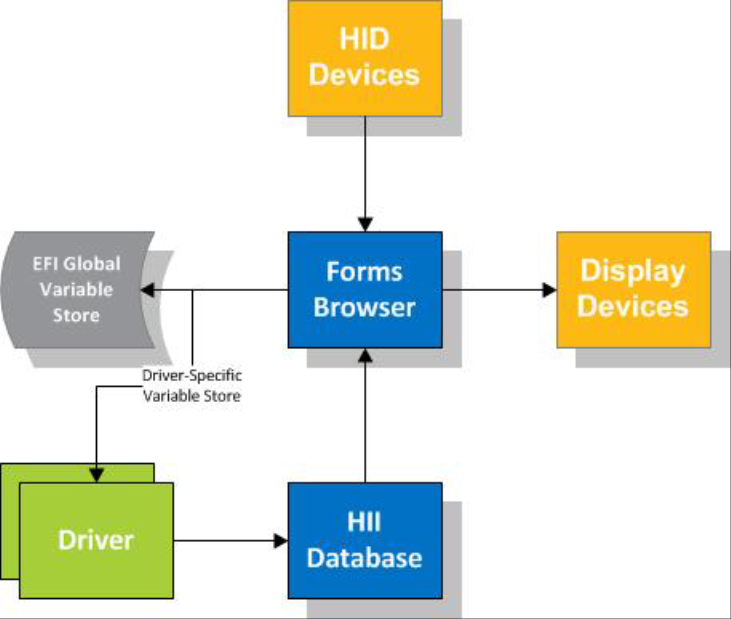 HID
Devices
EFI Global
Variable
Store
Forms
Browser
Display
Devices
Driver-Specific
Variable Store
Driver
HII
Database